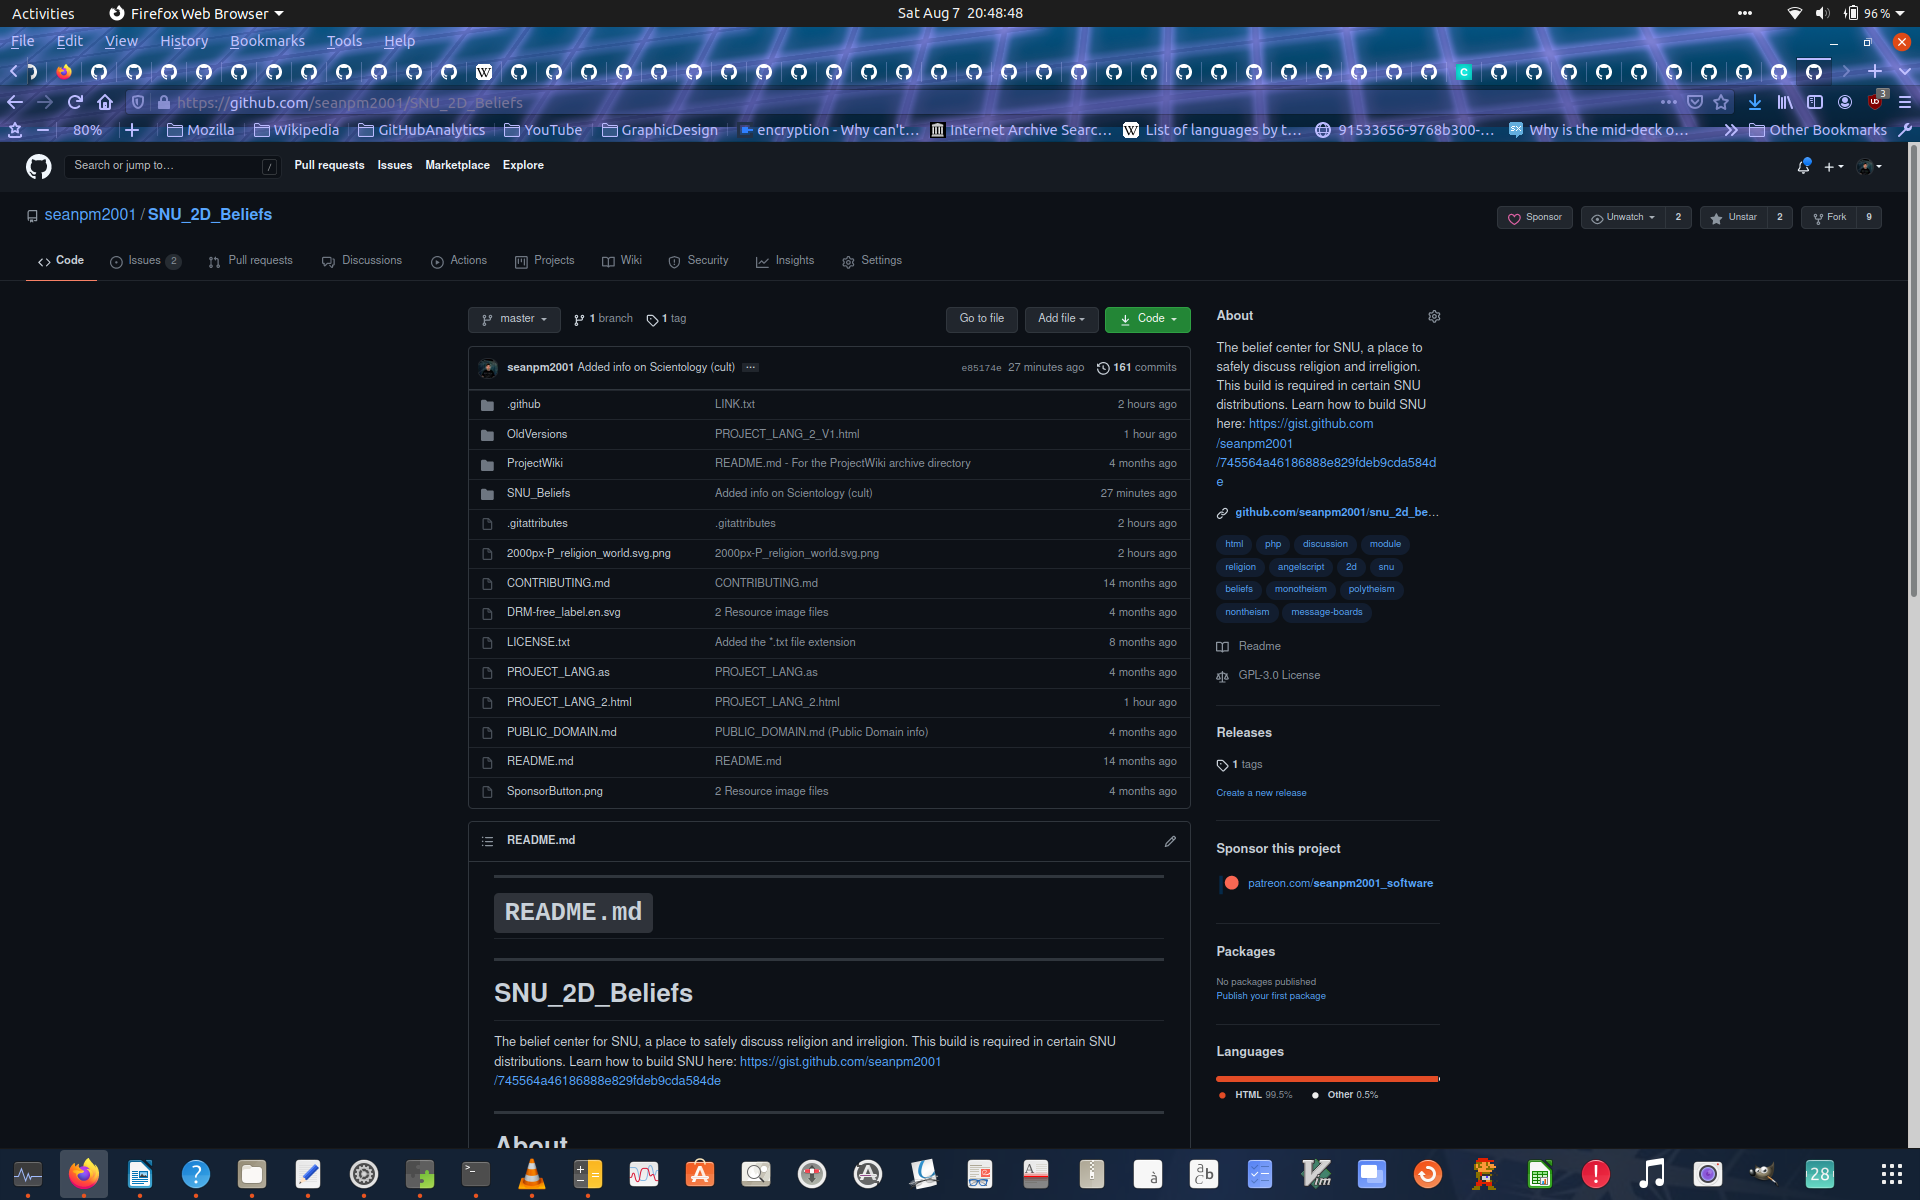 Activities Firefox Web Browser Sat Aug 7 20:48:48 96 %
File Edit View History Bookmarks Tools Help
https://github.com/seanpm2001/SNU_2D_Beliefs 3
80% Mozilla Wikipedia GitHubAnalytics YouTube GraphicDesign encryption - Why can't… Internet Archive Searc… List of languages by t… 91533656-9768b300-… Why is the mid-deck o… Other Bookmarks
Search or jump to… / Pull requests Issues Marketplace Explore
seanpm2001 / SNU_2D_Beliefs Sponsor Unwatch 2 Unstar 2 Fork 9
Code Issues 2 Pull requests Discussions Actions Projects Wiki Security Insights Settings
master 1 branch 1 tag Go to file Add file Code
seanpm2001 Added info on Scientology (cult) … e85174e 27 minutes ago 161 commits
.github LINK.txt 2 hours ago
OldVersions PROJECT_LANG_2_V1.html 1 hour ago
ProjectWiki README.md - For the ProjectWiki archive directory 4 months ago
SNU_Beliefs Added info on Scientology (cult) 27 minutes ago
.gitattributes .gitattributes 2 hours ago
2000px-P_religion_world.svg.png 2000px-P_religion_world.svg.png 2 hours ago
CONTRIBUTING.md CONTRIBUTING.md 14 months ago
DRM-free_label.en.svg 2 Resource image files 4 months ago
LICENSE.txt Added the *.txt file extension 8 months ago
PROJECT_LANG.as PROJECT_LANG.as 4 months ago
PROJECT_LANG_2.html PROJECT_LANG_2.html 1 hour ago
PUBLIC_DOMAIN.md PUBLIC_DOMAIN.md (Public Domain info) 4 months ago
README.md README.md 14 months ago
SponsorButton.png 2 Resource image files 4 months ago
README.md
README.md
SNU_2D_Beliefs
The belief center for SNU, a place to safely discuss religion and irreligion. This build is required in certain SNU
distributions. Learn how to build SNU here: https://gist.github.com/seanpm2001
/745564a46186888e829fdeb9cda584de
About
About
The belief center for SNU, a place to
safely discuss religion and irreligion.
This build is required in certain SNU
distributions. Learn how to build SNU
here: https://gist.github.com
/seanpm2001
/745564a46186888e829fdeb9cda584d
e
github.com/seanpm2001/snu_2d_be…
html php discussion module
religion angelscript 2d snu
beliefs monotheism polytheism
nontheism message-boards
Readme
GPL-3.0 License
Releases
1 tags
Create a new release
Sponsor this project
patreon.com/seanpm2001_software
Packages
No packages published
Publish your first package
Languages
HTML 99.5% Other 0.5%
28